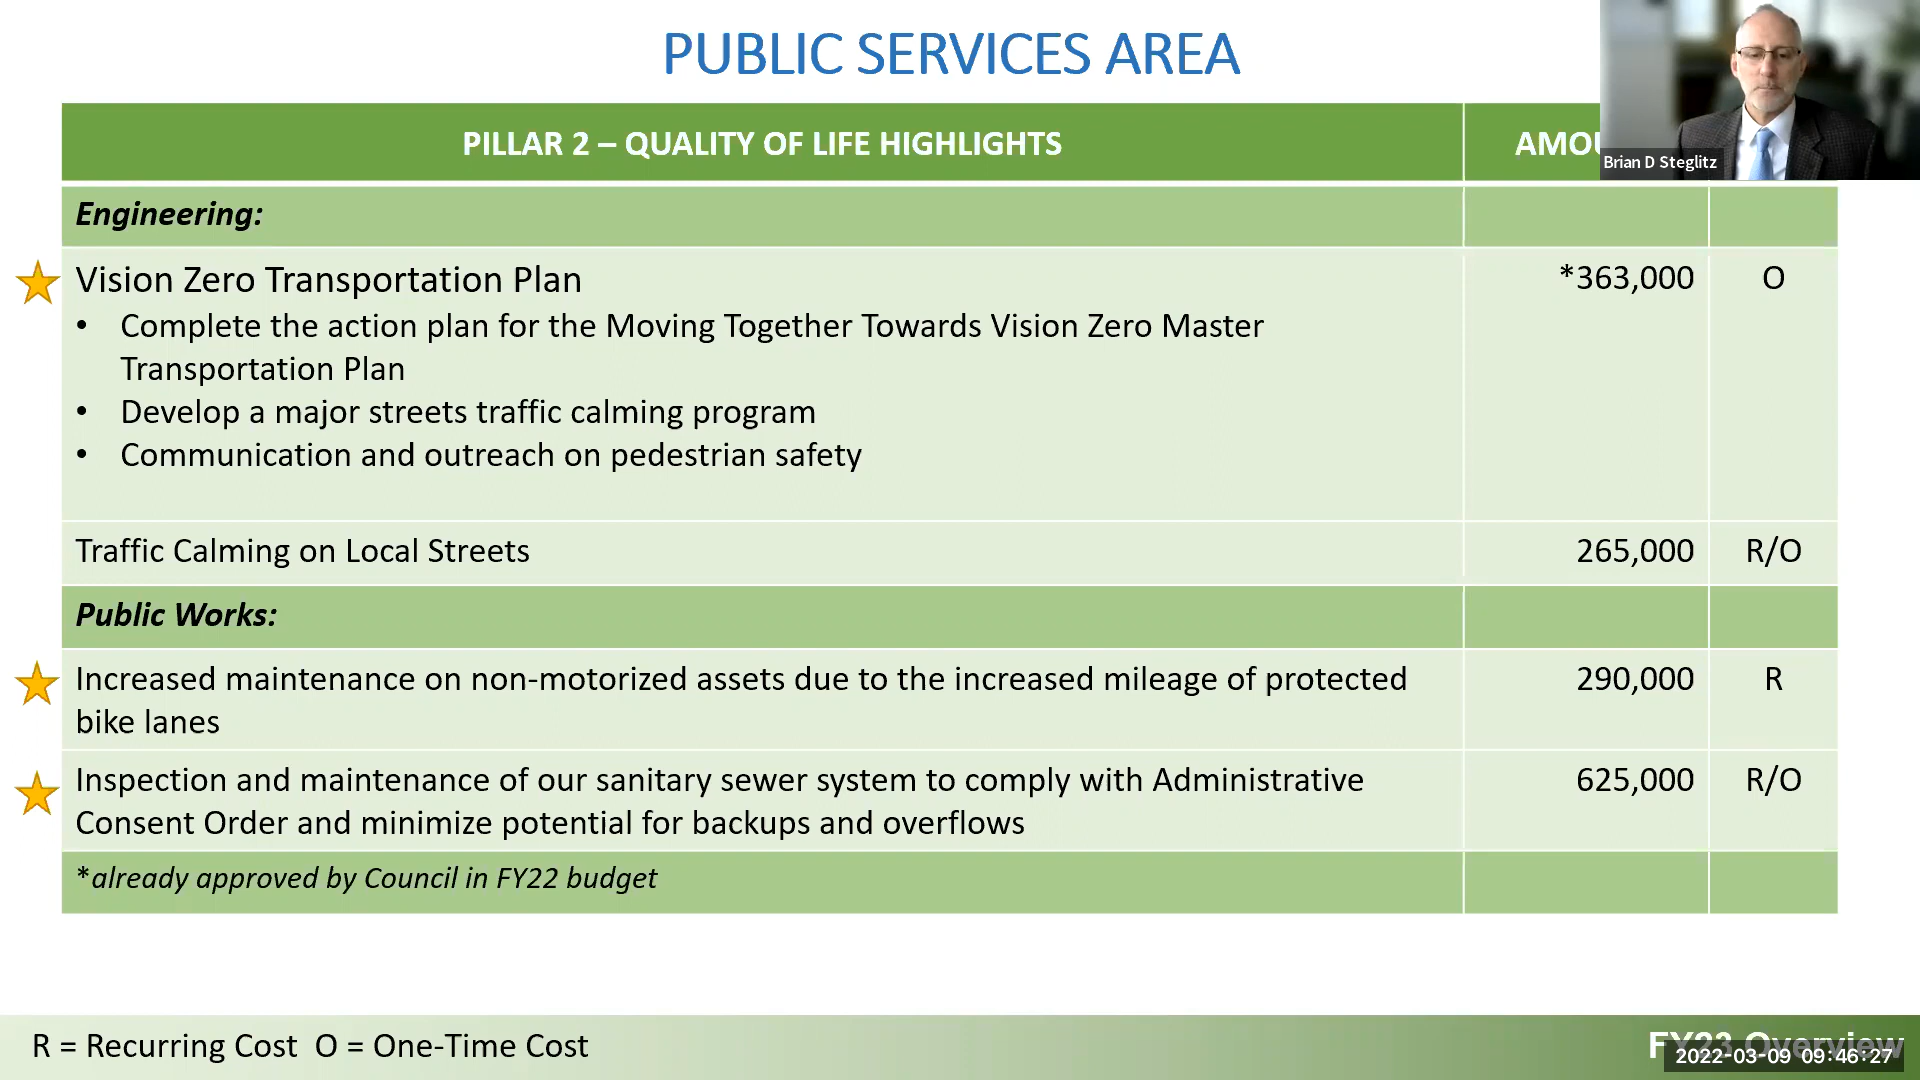 PUBLIC SERVICES AREA
PILLAR 2 – QUALITY OF LIFE HIGHLIGHTS
Brian D Steglitz
Engineering:
Vision Zero Transportation Plan
*363,000
O
• Complete the action plan for the Moving Together Towards Vision Zero Master
Transportation Plan
• Develop a major streets traffic calming program
• Communication and outreach on pedestrian safety
Traffic Calming on Local Streets
265,000
R/O
Public Works:
Increased maintenance on non-motorized assets due to the increased mileage of protected
bike lanes
290,000
R
Inspection and maintenance of our sanitary sewer system to comply with Administrative
Consent Order and minimize potential for backups and overflows
625,000
R/O
*already approved by Council in FY22 budget
R = Recurring Cost O = One-Time Cost
FY23 Overview
2022-03-09 09:46:27